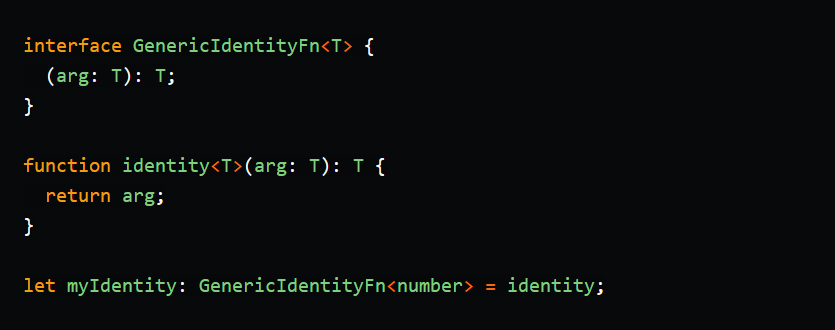 interface GenericIdentityFn<T> {
  (arg: T): T;
}
function identity<T>(arg: T): T {
  return arg;
}
let myIdentity: GenericIdentityFn<number> = identity;